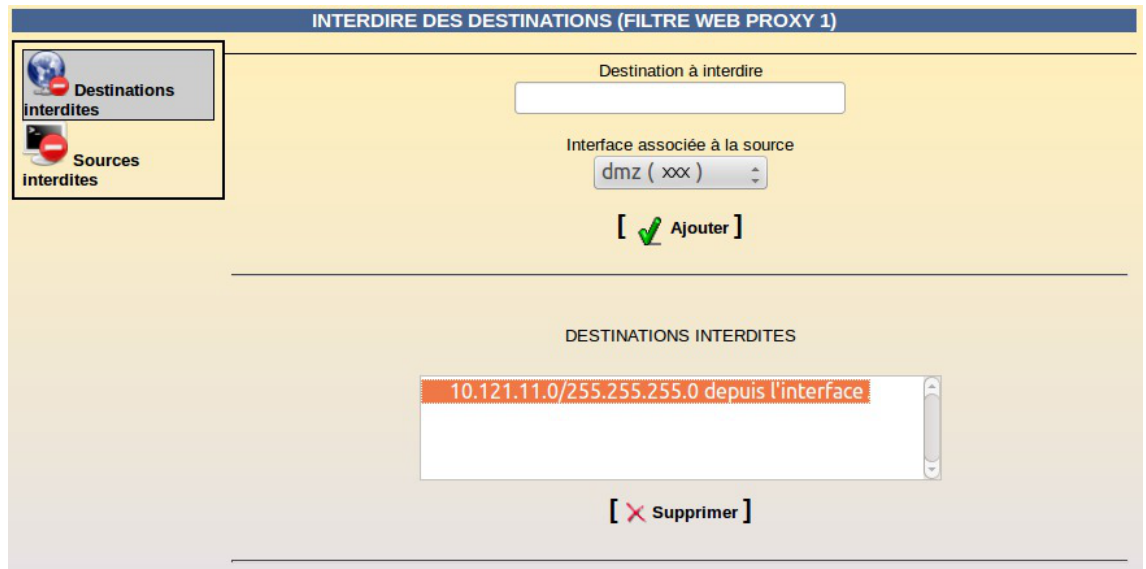 INTERDIRE DES DESTINATIONS (FILTRE WEB PROXY 1)
Destinations
interdites
Sources
interdites
Destination à interdire
Interface associée à la source
dmz ( xxx )
[ Ajouter ]
DESTINATIONS INTERDITES
10.121.11.0/255.255.255.0 depuis l'interface
[ Supprimer ]